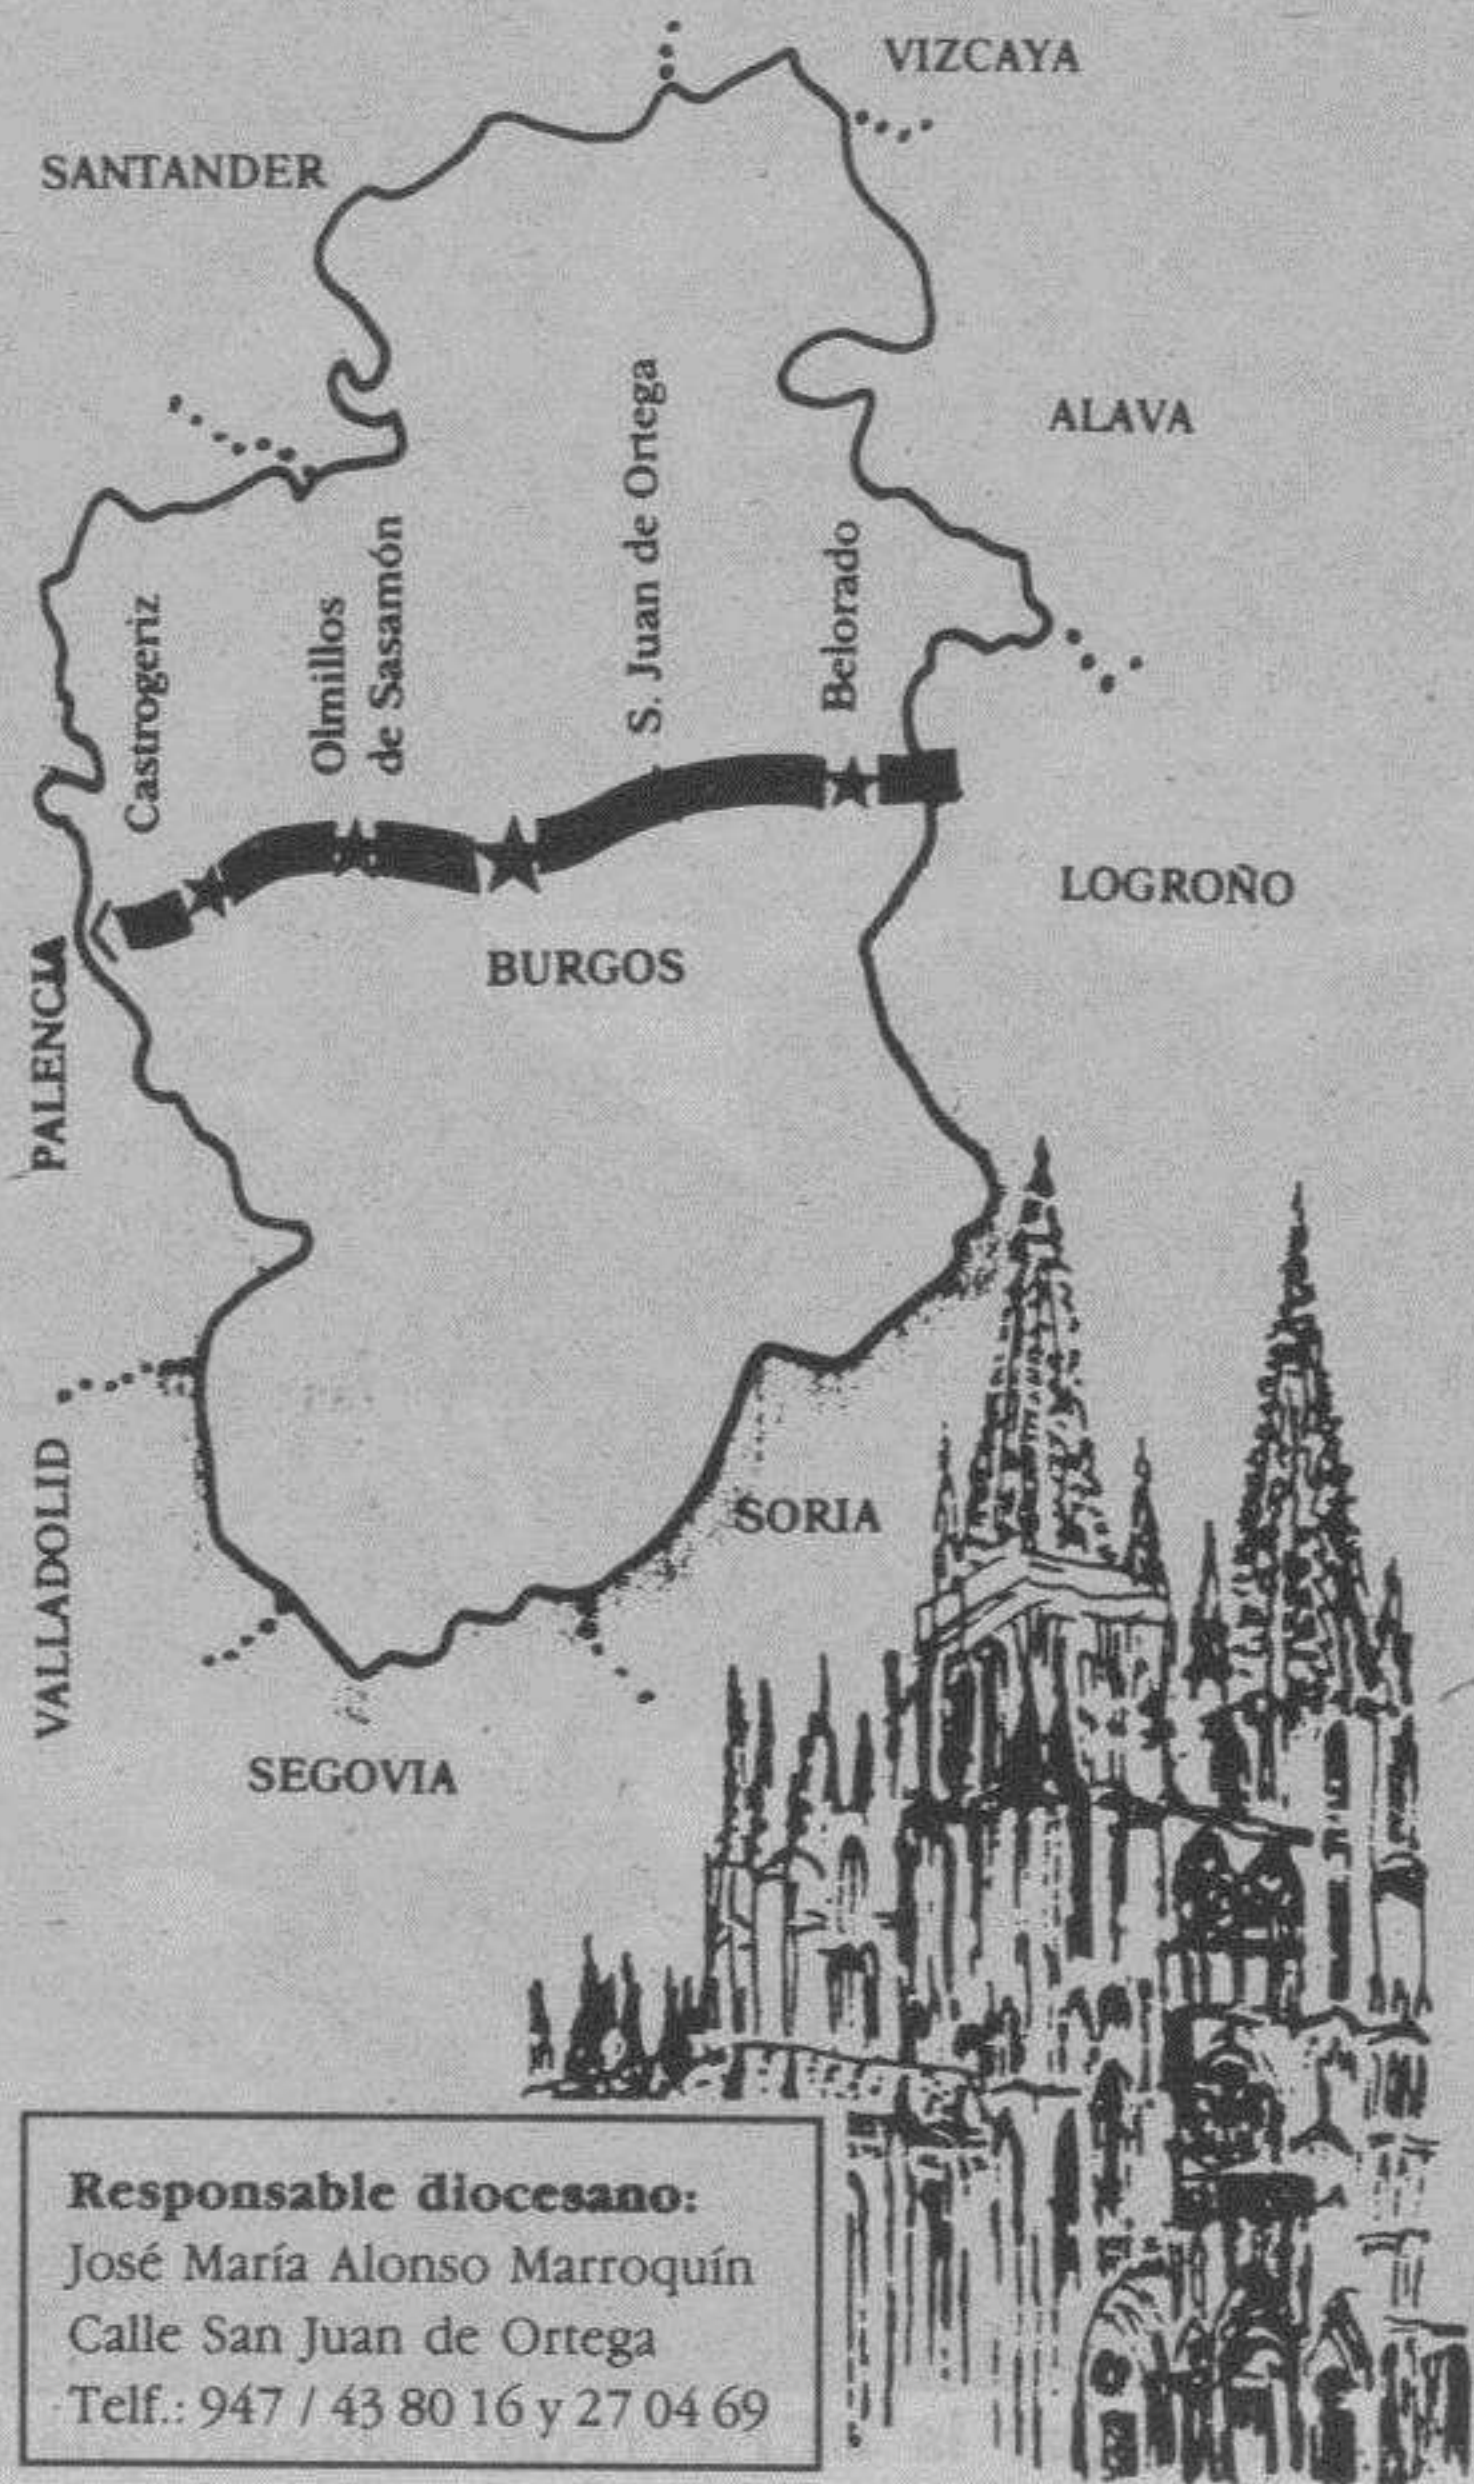 VIZCAYA
SANTANDER
ALAVA
S. Juan de Ortega
Belorado
Olmillos
de Sasamón
Castrogeriz
LOGROÑO
BURGOS
PALENCIA
SORIA
VALLADOLID
SEGOVIA
Responsable diocesano:
José María Alonso Marroquín
Calle San Juan de Ortega
Telf.: 947 / 43 80 16 y 27 04 69